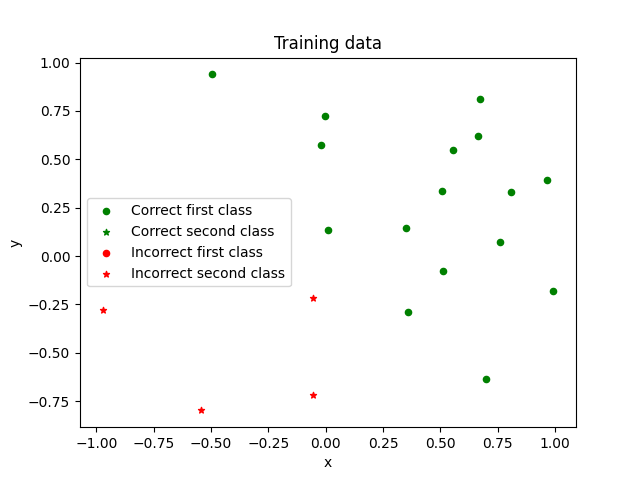 Training data
1.00
0.75
0.50
0.25
0.00
−0.25
−0.50
−0.75
y
Correct first class
Correct second class
Incorrect first class
Incorrect second class
−1.00 −0.75 −0.50 −0.25 0.00 0.25 0.50 0.75 1.00
x